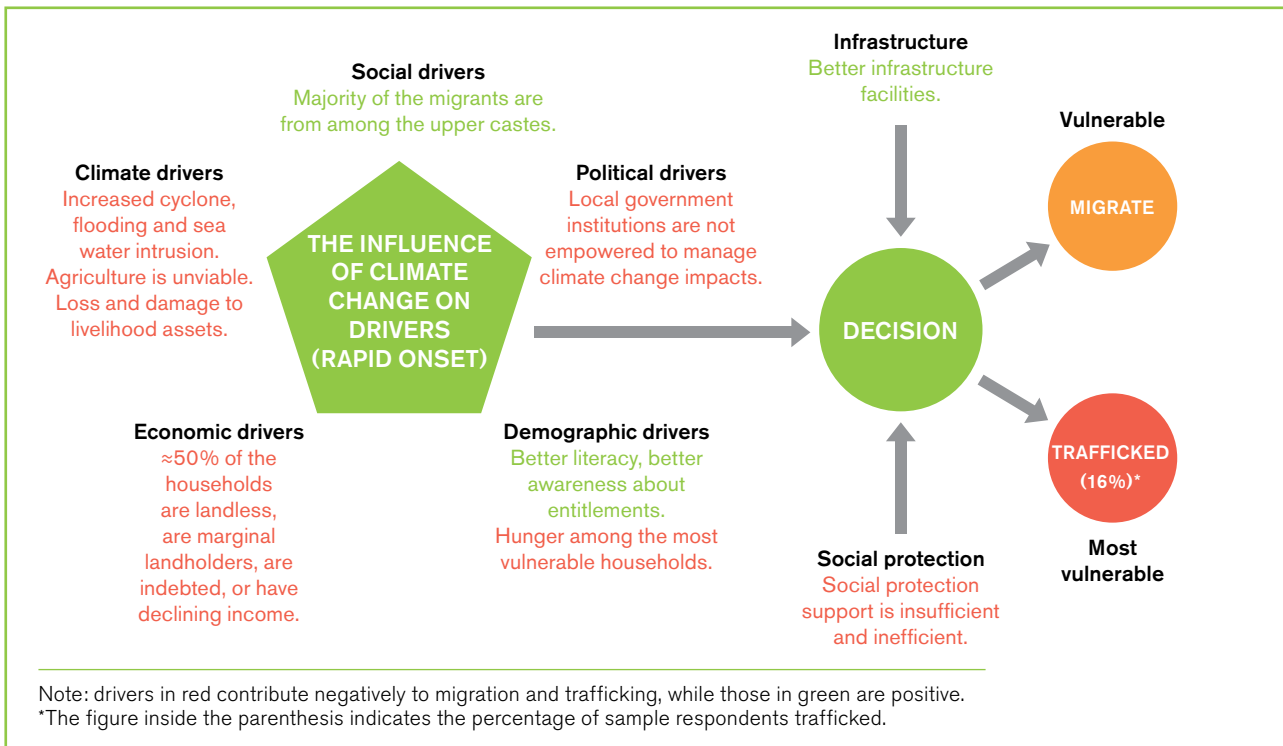 Social drivers
Majority of the migrants are
from among the upper castes.
Climate drivers
Increased cyclone,
flooding and sea
water intrusion.
Agriculture is unviable.
Loss and damage to
livelihood assets.
THE INFLUENCE
OF CLIMATE
CHANGE ON
DRIVERS
(RAPID ONSET)
Political drivers
Local government
institutions are not
empowered to manage
climate change impacts.
Economic drivers
≈50% of the
households
are landless,
are marginal
landholders, are
indebted, or have
declining income.
Demographic drivers
Better literacy, better
awareness about
entitlements.
Hunger among the most
vulnerable households.
Infrastructure
Better infrastructure
facilities.
DECISION
Social protection
Social protection
support is insufficient
and inefficient.
Vulnerable
MIGRATE
TRAFFICKED
(16%)*
Most
vulnerable
Note: drivers in red contribute negatively to migration and trafficking, while those in green are positive.
*The figure inside the parenthesis indicates the percentage of sample respondents trafficked.